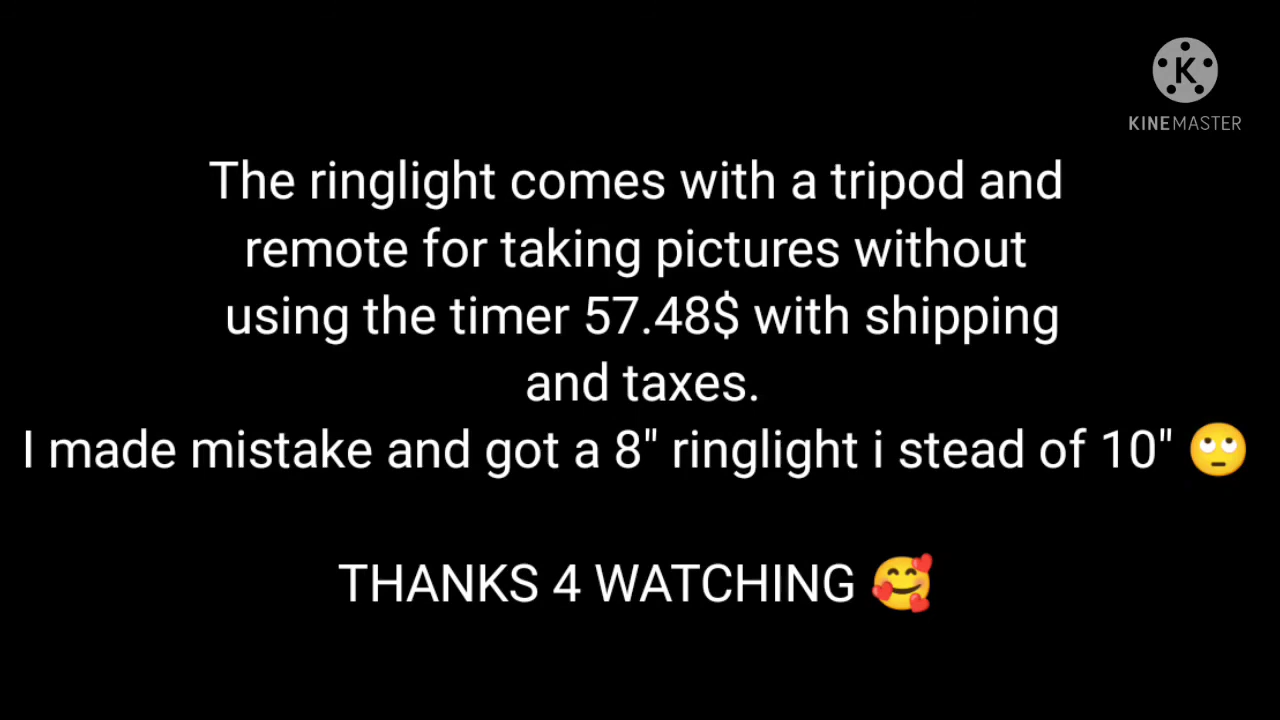 KINEMASTER
The ringlight comes with a tripod and
remote for taking pictures without
using the timer 57.48$ with shipping
and taxes.
I made mistake and got a 8" ringlight i stead of 10" 🙄
THANKS 4 WATCHING 🥰